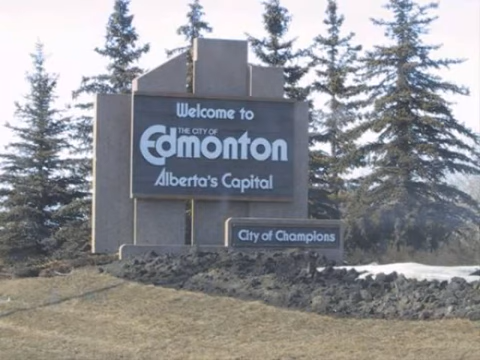 Welcome to
THE CITY OF
Edmonton
Alberta's Capital
City of Champions